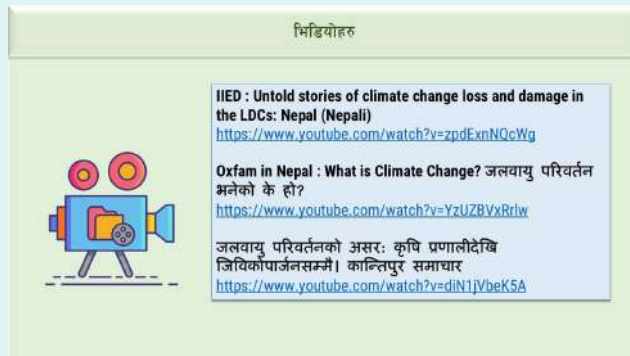 भिडियोहरु
IIED : Untold stories of climate change loss and damage in
the LDCs: Nepal (Nepali)
https://www.youtube.com/watch?v=zpdExnNQcWg
Oxfam in Nepal : What is Climate Change? जलवायु परिवर्तन
भनेको के हो?
https://www.youtube.com/watch?v=YzUZBVxRrlw
जलवायु परिवर्तनको असर: कृषि प्रणालीदेखि
जिविकोपार्जनसम्मै। कान्तिपुर समाचार
https://www.youtube.com/watch?v=diN1jVbeK5A